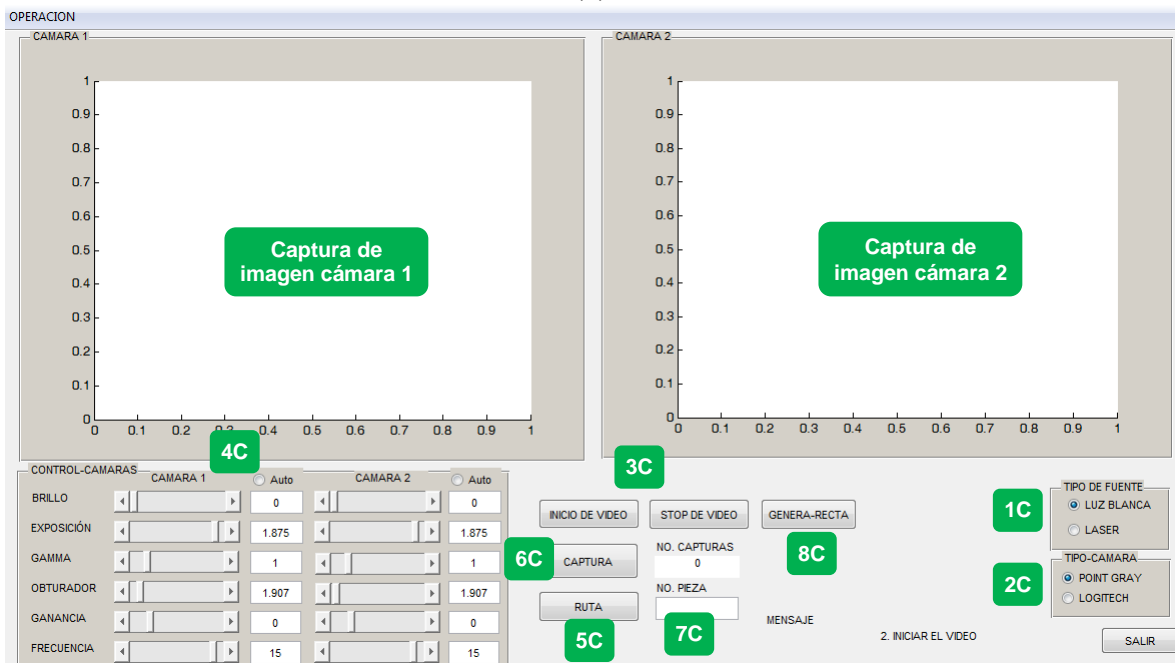 OPERACION
CAMARA 1
CAMARA 2
1
0.9
0.8
0.7
0.6
0.5
0.4
0.3
0.2
0.1
0
0 0.1 0.2 0.3 0.4 0.5 0.6 0.7 0.8 0.9 1
Captura de
imagen cámara 1
1
0.9
0.8
0.7
0.6
0.5
0.4
0.3
0.2
0.1
0
0 0.1 0.2 0.3 0.4 0.5 0.6 0.7 0.8 0.9 1
Captura de
imagen cámara 2
4C
CONTROL-CAMARAS
CAMARA 1 Auto CAMARA 2 Auto
BRILLO 0 0
EXPOSICIÓN 1.875 1.875
GAMMA 1 1
OBTURADOR 1.907 1.907
GANANCIA 0 0
FRECUENCIA 15 15
3C
INICIO DE VIDEO STOP DE VIDEO GENERA-RECTA
6C CAPTURA
NO. CAPTURAS
0
8C
RUTA
5C
NO. PIEZA
7C
MENSAJE
2. INICIAR EL VIDEO
1C
TIPO DE FUENTE
LUZ BLANCA
LASER
2C
TIPO-CAMARA
POINT GRAY
LOGITECH
SALIR